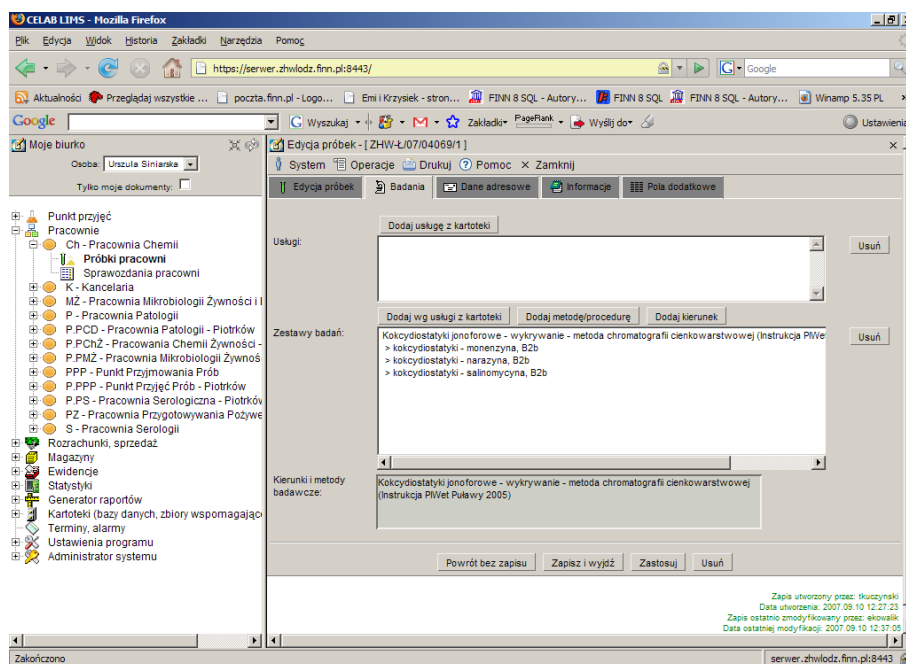 CELAB LIMS - Mozilla Firefox
Plik Edycja Widok Historia Zakładki Narzędzia Pomoc
https://serwer.zhwlodz.finn.pl:8443/
Google
Aktualności Przeglądaj wszystkie ... poczta.finn.pl - Logo... Emi i Krzysiek - stron... FINN 8 SQL - Autory... FINN 8 SQL FINN 8 SQL - Autory... Winamp 5.35 PL
Google Wyszukaj Zakładki PageRank Wyślij do Ustawienia
Moje biurko
Osoba: Urszula Siniarska
Tylko moje dokumenty:
Punkt przyjęć
Pracownie
Ch - Pracownia Chemii
Próbki pracowni
Sprawozdania pracowni
K - Kancelaria
MŻ - Pracownia Mikrobiologii Żywności i
P - Pracownia Patologii
P.PCD - Pracownia Patologii - Piotrków
P.PChŻ - Pracowania Chemii Żywności -
P.PMŻ - Pracownia Mikrobiologii Żywnoś
PPP - Punkt Przyjmowania Prób
P.PPP - Punkt Przyjęć Prób - Piotrków
P.PS - Pracownia Serologiczna - Piotrków
PZ - Pracownia Przygotowywania Pożywe
S - Pracownia Serologii
Rozrachunki, sprzedaż
Magazyny
Ewidencje
Statystyki
Generator raportów
Kartoteki (bazy danych, zbiory wspomagając
Terminy, alarmy
Ustawienia programu
Administrator systemu
Edycja próbek - [ ZHW-Ł/07/04069/1 ]
System Operacje Drukuj Pomoc Zamknij
Edycja próbek Badania Dane adresowe Informacje Pola dodatkowe
Dodaj usługę z kartoteki
Usługi:
Usuń
Dodaj wg usługi z kartoteki Dodaj metodę/procedurę Dodaj kierunek
Zestawy badań:
Kokcydiostatyki jonoforowe - wykrywanie - metoda chromatografii cienkowarstwowej (Instrukcja PIWe
> kokcydiostatyki - monenzyna, B2b
> kokcydiostatyki - narazyna, B2b
> kokcydiostatyki - salinomycyna, B2b
Usuń
Kierunki i metody badawcze:
Kokcydiostatyki jonoforowe - wykrywanie - metoda chromatografii cienkowarstwowej
(Instrukcja PIWet Puławy 2005)
Powrót bez zapisu Zapisz i wyjdź Zastosuj Usuń
Zapis utworzony przez: tkuczynski
Data utworzenia: 2007.09.10 12:27:23
Zapis ostatnio zmodyfikowany przez: ekowalik
Data ostatniej modyfikacji: 2007.09.10 12:37:05
Zakończono
serwer.zhwlodz.finn.pl:8443